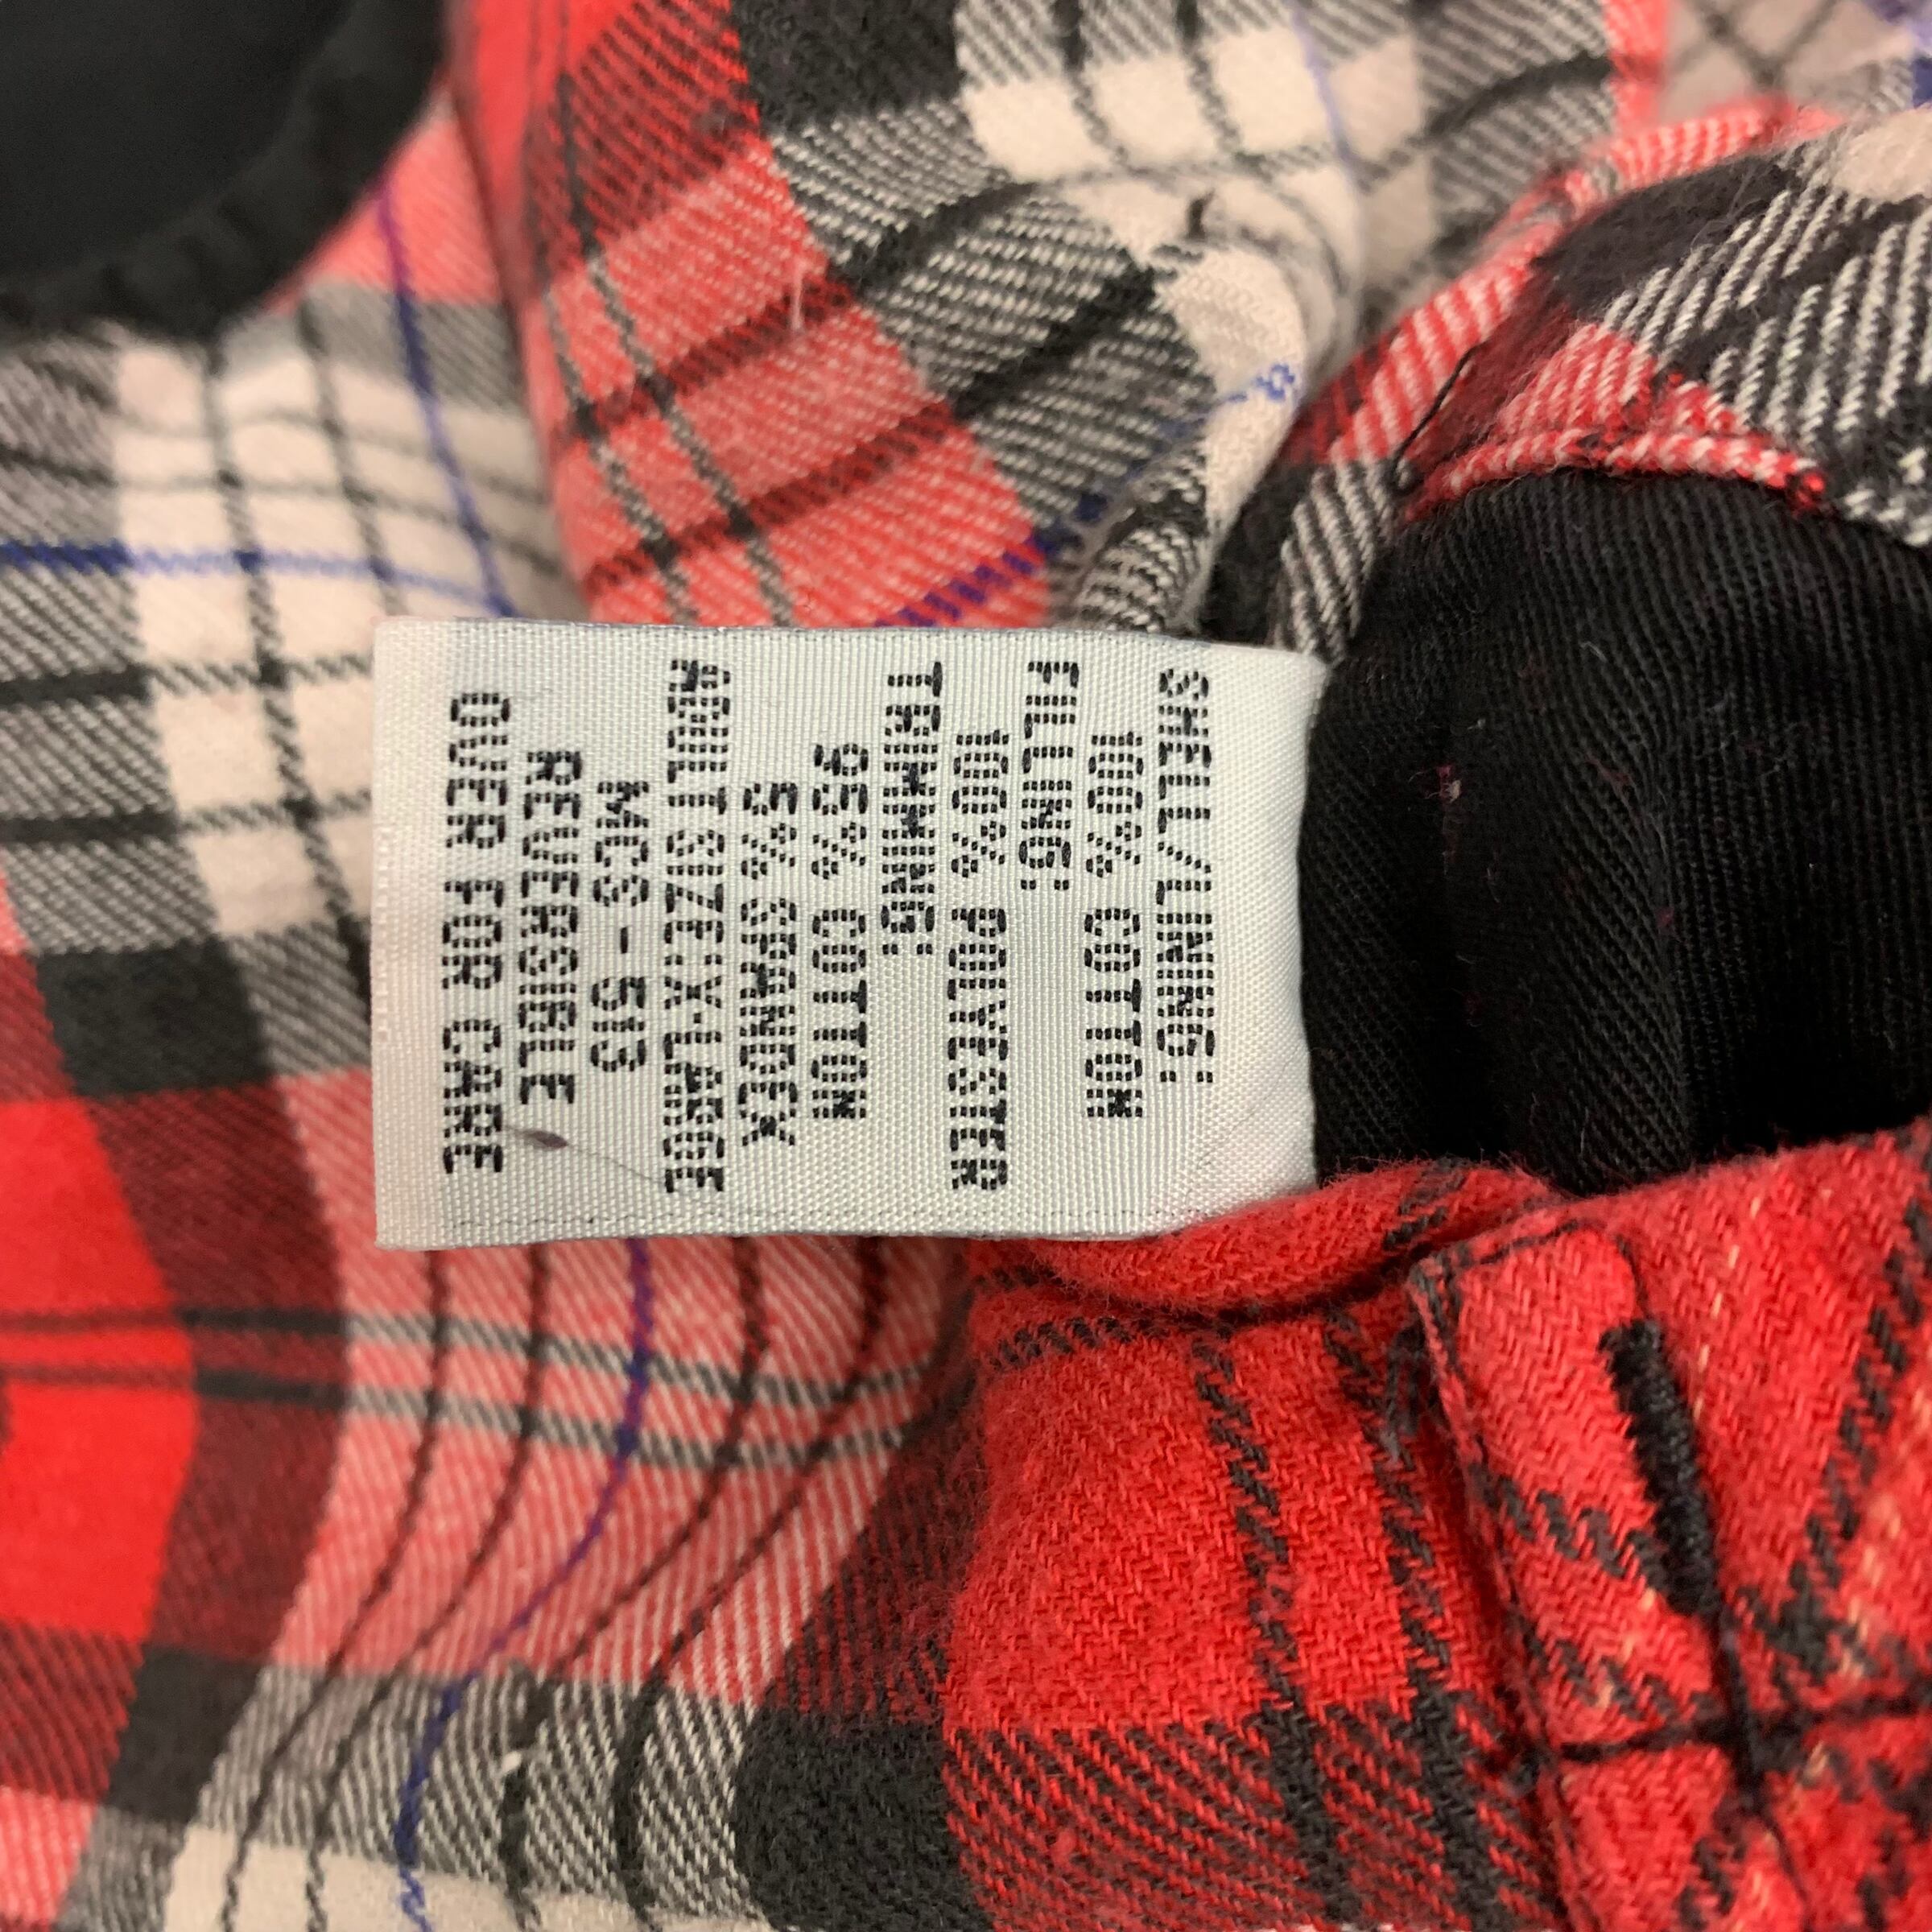 SHELL/LINING:
100% COTTON
FILLING:
100% POLYESTER
TRIMMING:
95% COTTON
5% SPANDEX
ADULT SIZE:X-LARGE
MCS-513
REVERSIBLE
OVER FOR CARE